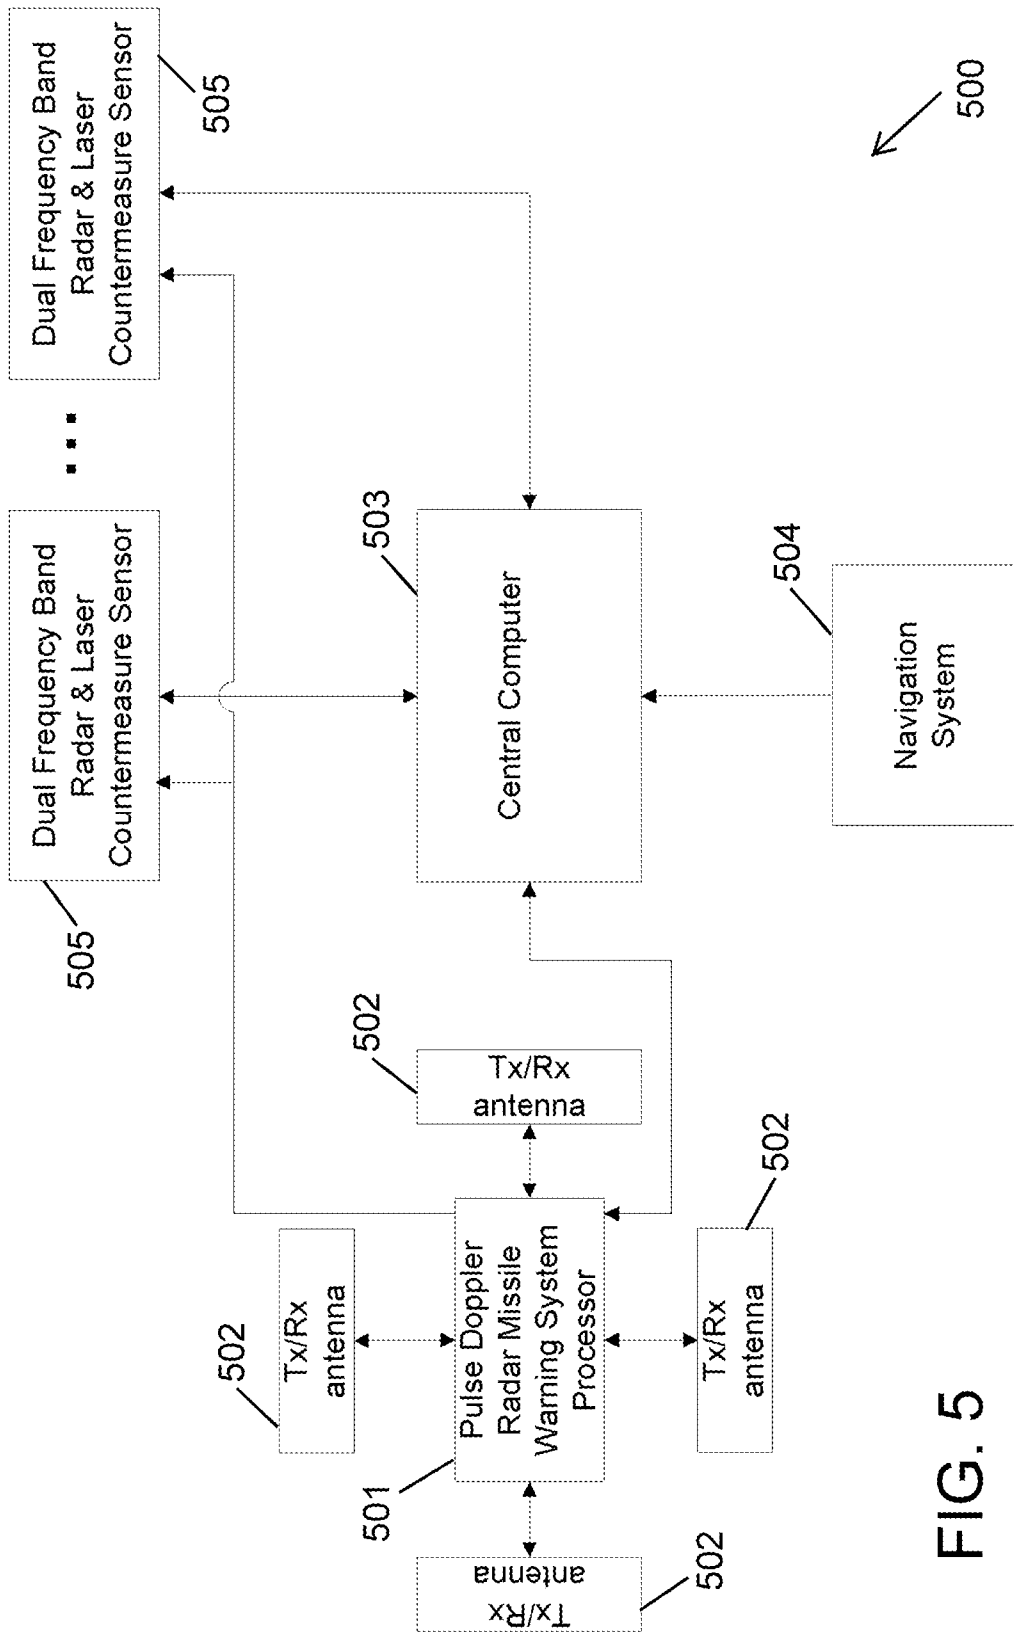 Dual Frequency Band
Radar & Laser
Countermeasure Sensor
505
...
Dual Frequency Band
Radar & Laser
Countermeasure Sensor
505
503
Central Computer
504
Navigation
System
500
502
Tx/Rx
antenna
502
Tx/Rx
antenna
501
Pulse Doppler
Radar Missile
Warning System
Processor
502
Tx/Rx
antenna
Tx/Rx
antenna
502
FIG. 5